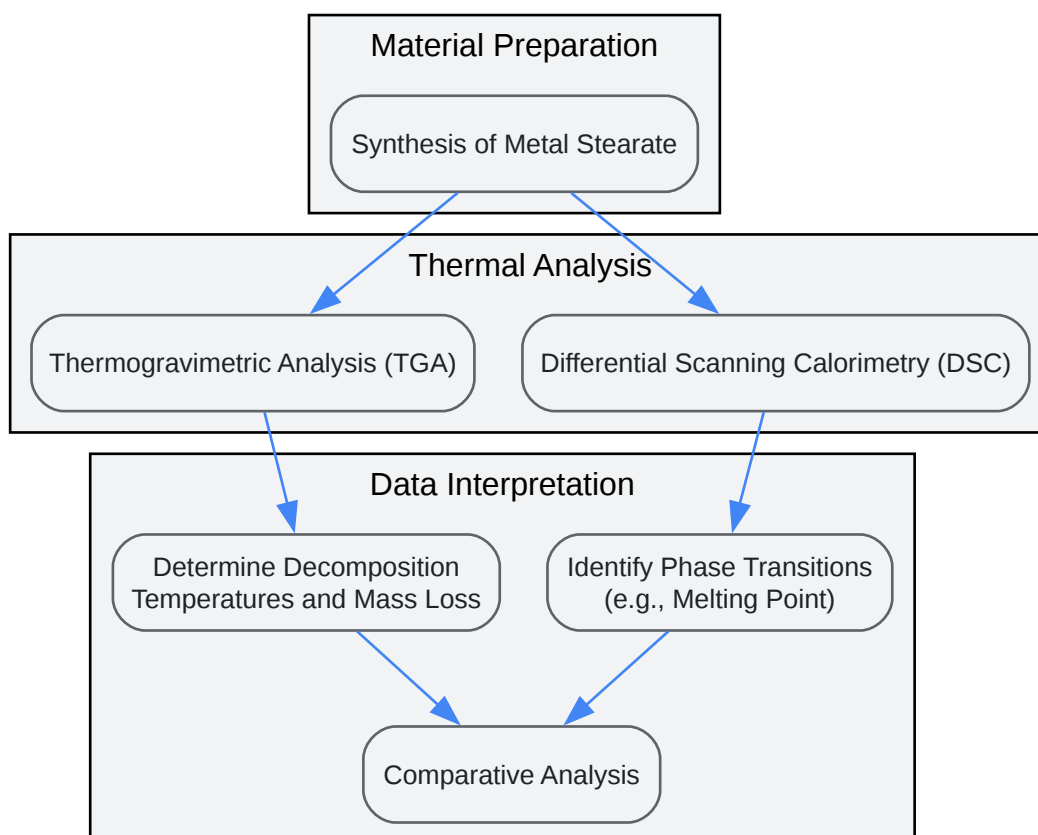 Material Preparation
Synthesis of Metal Stearate
Thermal Analysis
Thermogravimetric Analysis (TGA)
Differential Scanning Calorimetry (DSC)
Data Interpretation
Determine Decomposition
Temperatures and Mass Loss
Identify Phase Transitions
(e.g., Melting Point)
Comparative Analysis